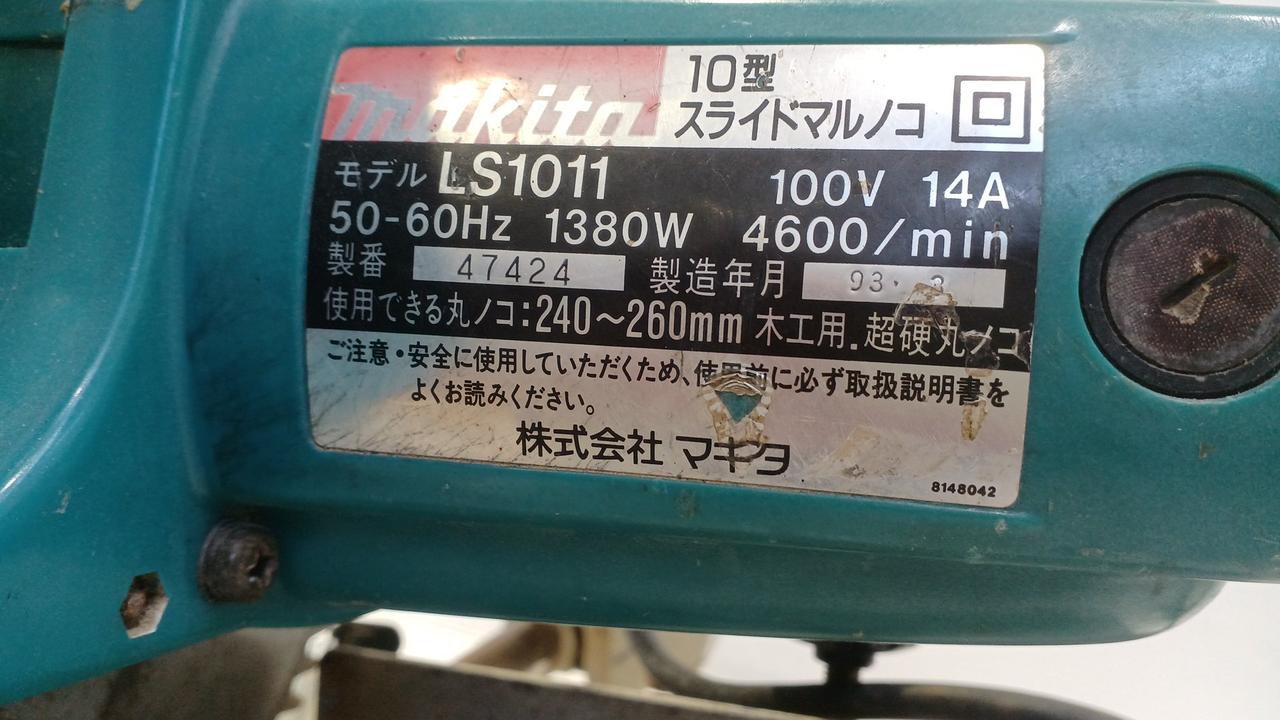 makita
10型
スライドマルノコ
モデル LS1011 100V 14A
50-60Hz 1380W 4600/min
製番 47424 製造年月 93. 3
使用できる丸ノコ:240〜260mm 木工用.超硬丸ノコ
ご注意・安全に使用していただくため、使用前に必ず取扱説明書を
よくお読みください。
株式会社 マキタ
8148042